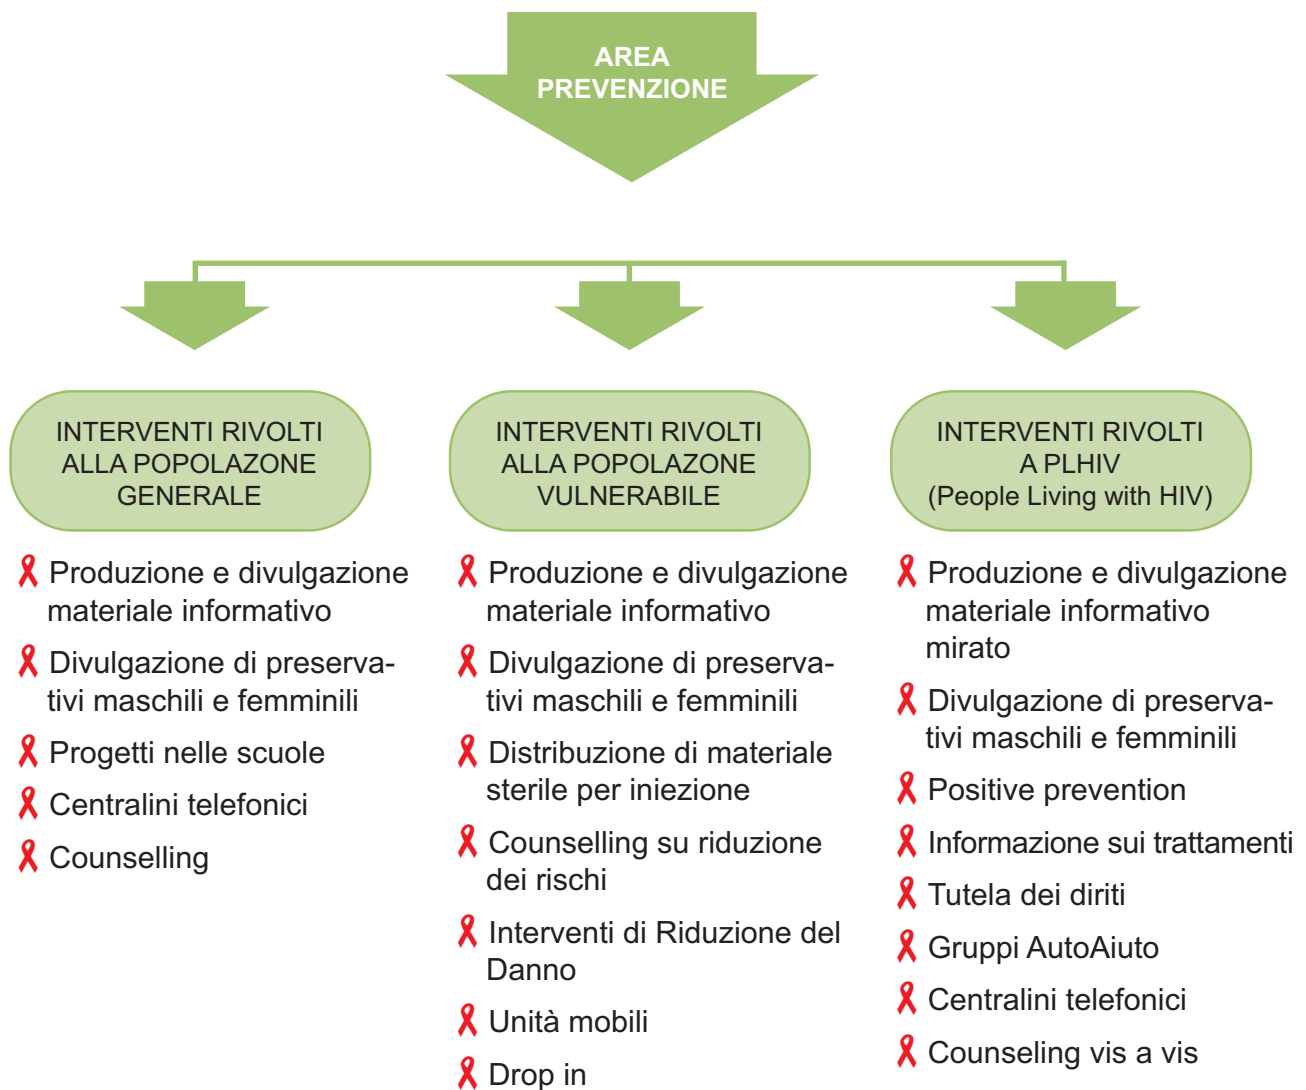 AREA
PREVENZIONE
INTERVENTI RIVOLTI
ALLA POPOLAZONE
GENERALE
Produzione e divulgazione
materiale informativo
Divulgazione di preserva-
tivi maschili e femminili
Progetti nelle scuole
Centralini telefonici
Counselling
INTERVENTI RIVOLTI
ALLA POPOLAZONE
VULNERABILE
Produzione e divulgazione
materiale informativo
Divulgazione di preserva-
tivi maschili e femminili
Distribuzione di materiale
sterile per iniezione
Counselling su riduzione
dei rischi
Interventi di Riduzione del
Danno
Unità mobili
Drop in
INTERVENTI RIVOLTI
A PLHIV
(People Living with HIV)
Produzione e divulgazione
materiale informativo
mirato
Divulgazione di preserva-
tivi maschili e femminili
Positive prevention
Informazione sui trattamenti
Tutela dei diriti
Gruppi AutoAiuto
Centralini telefonici
Counseling vis a vis